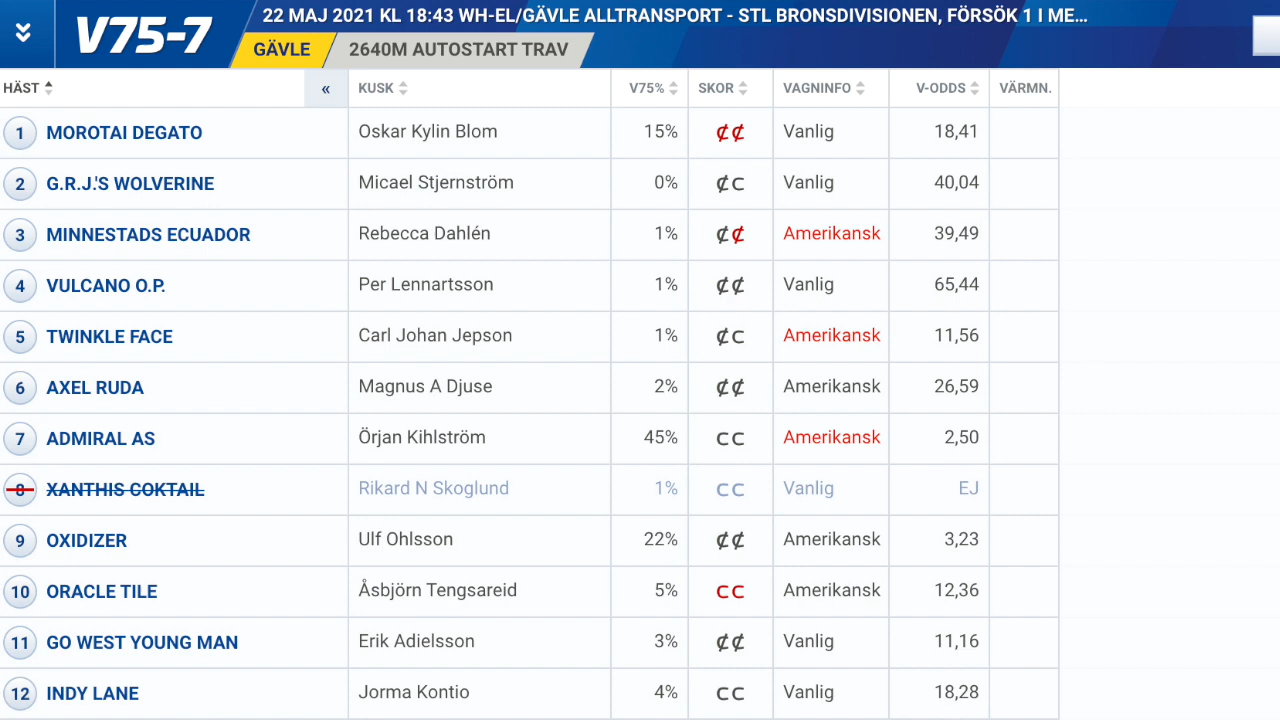 V75-7
22 MAJ 2021 KL 18:43 WH-EL/GÄVLE ALLTRANSPORT - STL BRONSDIVISIONEN, FÖRSÖK 1 I ME...
GÄVLE 2640M AUTOSTART TRAV
HÄST « KUSK V75% SKOR VAGNINFO V-ODDS VÄRMN.
1 MOROTAI DEGATO Oskar Kylin Blom 15% ȼ ȼ Vanlig 18,41
2 G.R.J.'S WOLVERINE Micael Stjernström 0% ȼ C Vanlig 40,04
3 MINNESTADS ECUADOR Rebecca Dahlén 1% ȼ ȼ Amerikansk 39,49
4 VULCANO O.P. Per Lennartsson 1% ȼ ȼ Vanlig 65,44
5 TWINKLE FACE Carl Johan Jepson 1% ȼ C Amerikansk 11,56
6 AXEL RUDA Magnus A Djuse 2% ȼ ȼ Amerikansk 26,59
7 ADMIRAL AS Örjan Kihlström 45% C C Amerikansk 2,50
8 XANTHIS COKTAIL Rikard N Skoglund 1% C C Vanlig EJ
9 OXIDIZER Ulf Ohlsson 22% ȼ ȼ Amerikansk 3,23
10 ORACLE TILE Åsbjörn Tengsareid 5% C C Amerikansk 12,36
11 GO WEST YOUNG MAN Erik Adielsson 3% ȼ ȼ Vanlig 11,16
12 INDY LANE Jorma Kontio 4% C C Vanlig 18,28